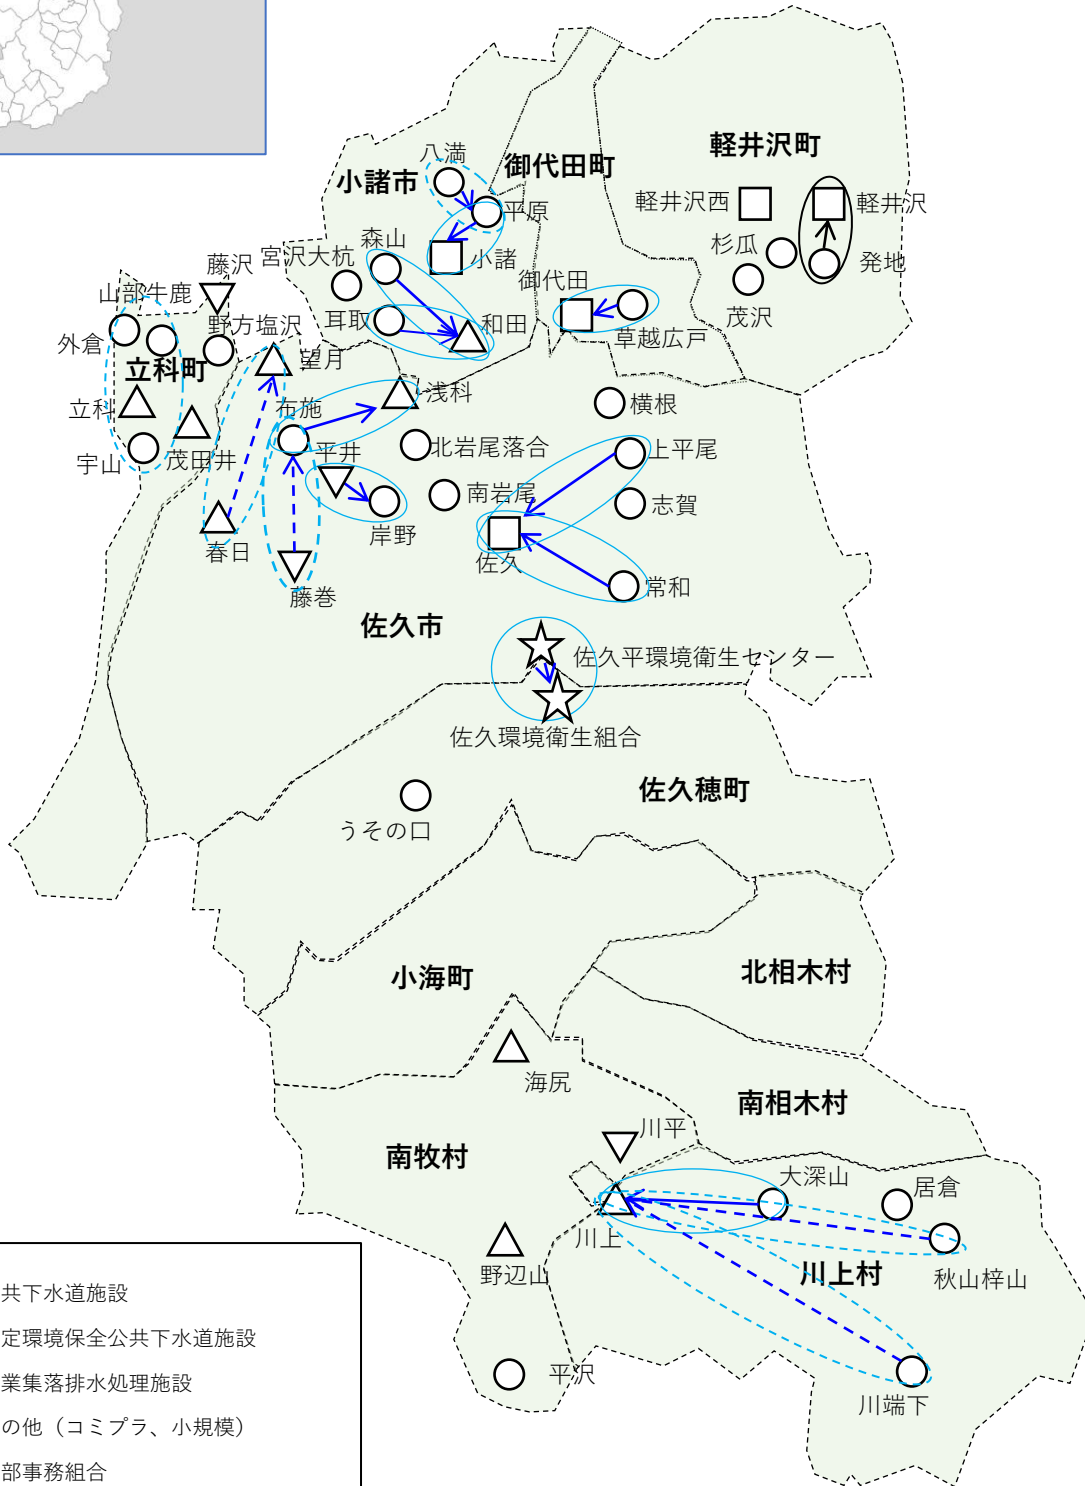 軽井沢町
八満
御代田町
小諸市
軽井沢西
軽井沢
平原
森山
杉瓜
宮沢大杭
小諸
発地
藤沢
御代田
茂沢
山部牛鹿
耳取
和田
野方塩沢
草越広戸
外倉
立科町
望月
浅科
横根
立科
布施
北岩尾落合
平井
上平尾
宇山
茂田井
南岩尾
志賀
岸野
春日
佐久
常和
藤巻
佐久市
佐久平環境衛生センター
佐久環境衛生組合
佐久穂町
うその口
小海町
北相木村
海尻
南相木村
川平
南牧村
大深山
居倉
川上
野辺山
川上村
秋山梓山
平沢
川端下
共下水道施設
定環境保全公共下水道施設
業集落排水処理施設
の他（コミプラ、小規模）
部事務組合